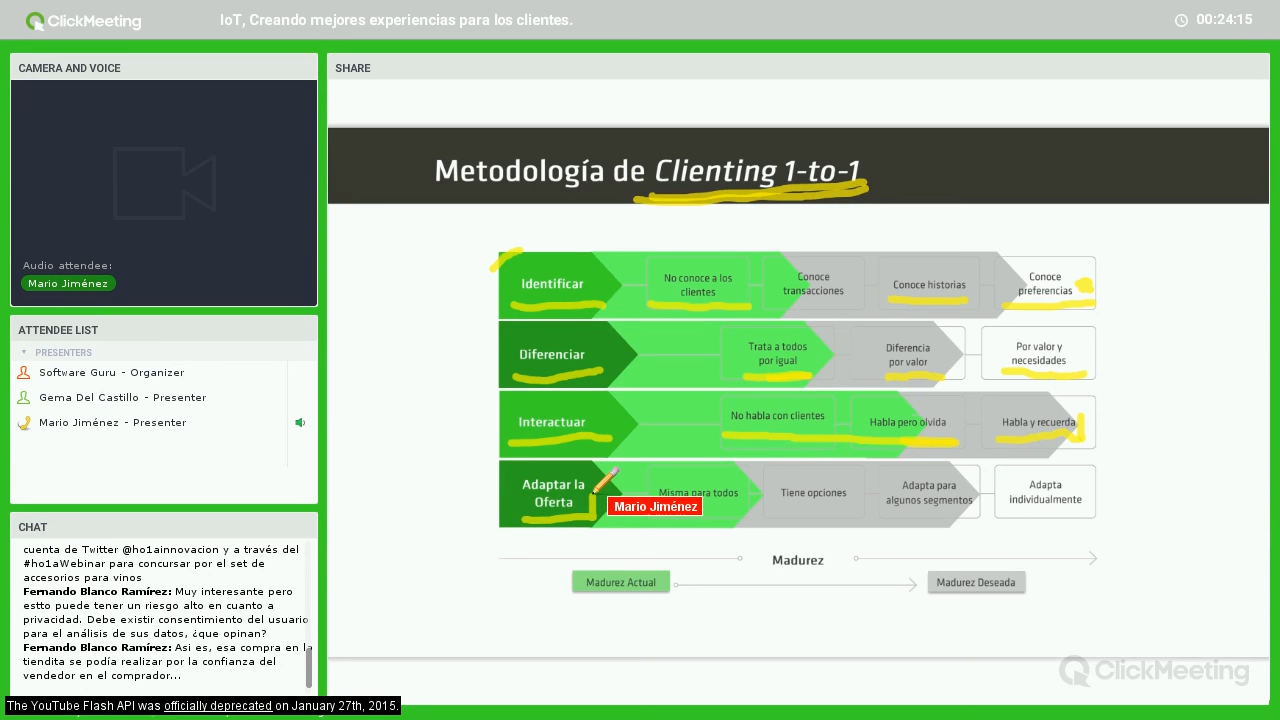 ClickMeeting
IoT, Creando mejores experiencias para los clientes.
00:24:15
CAMERA AND VOICE
Audio attendee:
Mario Jiménez
ATTENDEE LIST
PRESENTERS
Software Guru - Organizer
Gema Del Castillo - Presenter
Mario Jiménez - Presenter
CHAT
cuenta de Twitter @ho1ainnovacion y a través del
#ho1aWebinar para concursar por el set de
accesorios para vinos
Fernando Blanco Ramírez: Muy interesante pero
estto puede tener un riesgo alto en cuanto a
privacidad. Debe existir consentimiento del usuario
para el análisis de sus datos, ¿que opinan?
Fernando Blanco Ramírez: Asi es, esa compra en la
tiendita se podía realizar por la confianza del
vendedor en el comprador...
The YouTube Flash API was officially deprecated on January 27th, 2015.
SHARE
Metodología de Clienting 1-to-1
Identificar
No conoce a los
clientes
Conoce
transacciones
Conoce historias
Conoce
preferencias
Diferenciar
Trata a todos
por igual
Diferencia
por valor
Por valor y
necesidades
Interactuar
No habla con clientes
Habla pero olvida
Habla y recuerda
Adaptar la
Oferta
Misma para todos
Tiene opciones
Adapta para
algunos segmentos
Adapta
individualmente
Mario Jiménez
Madurez
Madurez Actual
Madurez Deseada
ClickMeeting